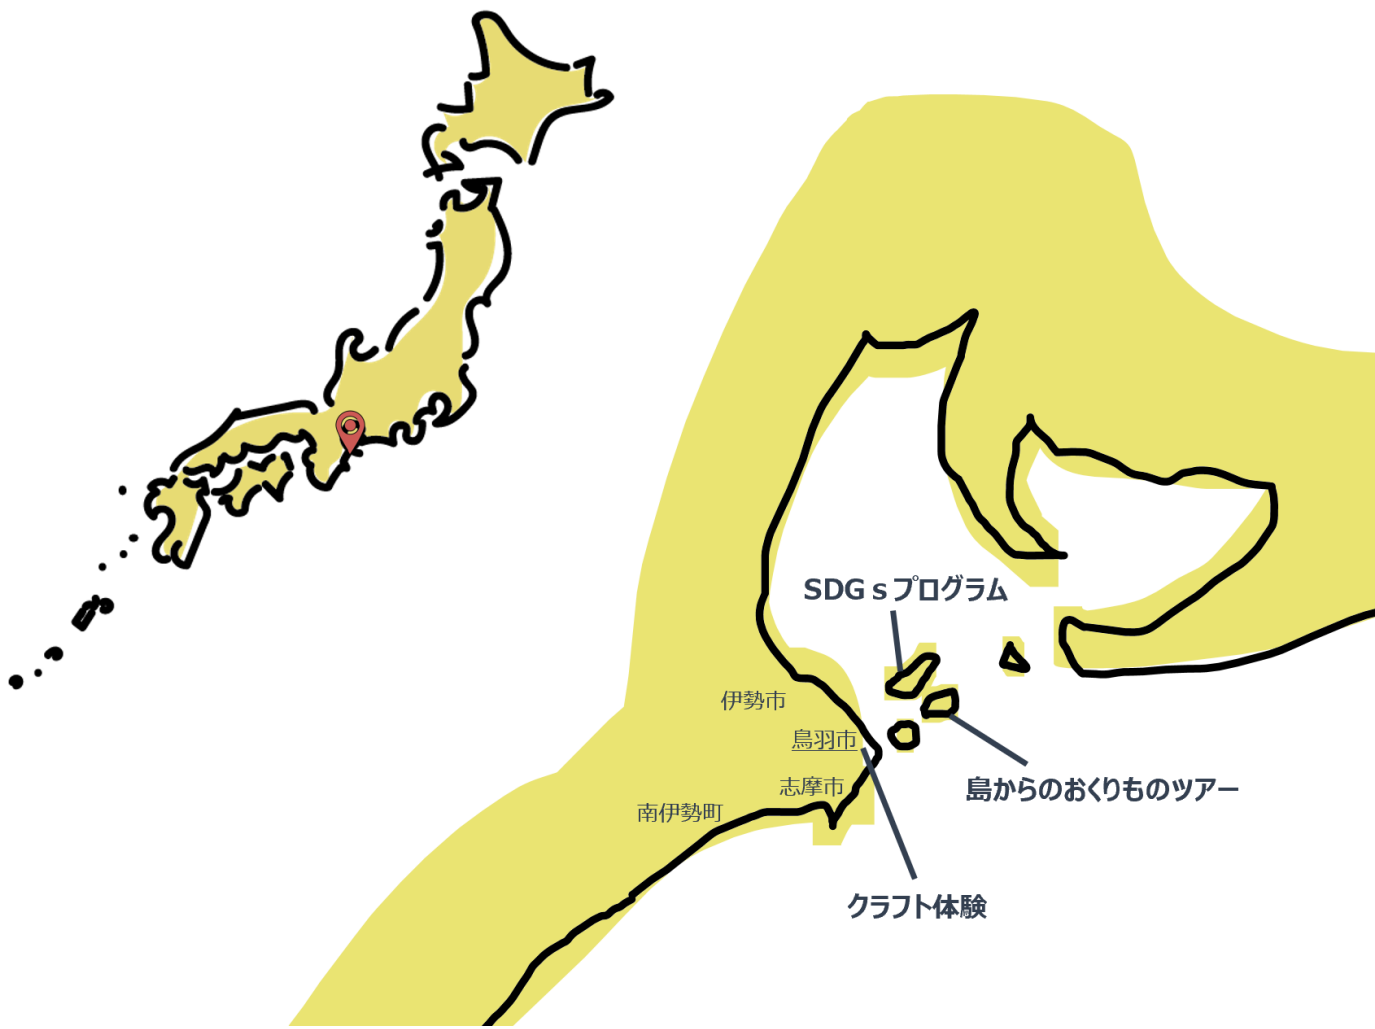 SDGｓプログラム
伊勢市
鳥羽市
志摩市
島からのおくりものツアー
南伊勢町
クラフト体験